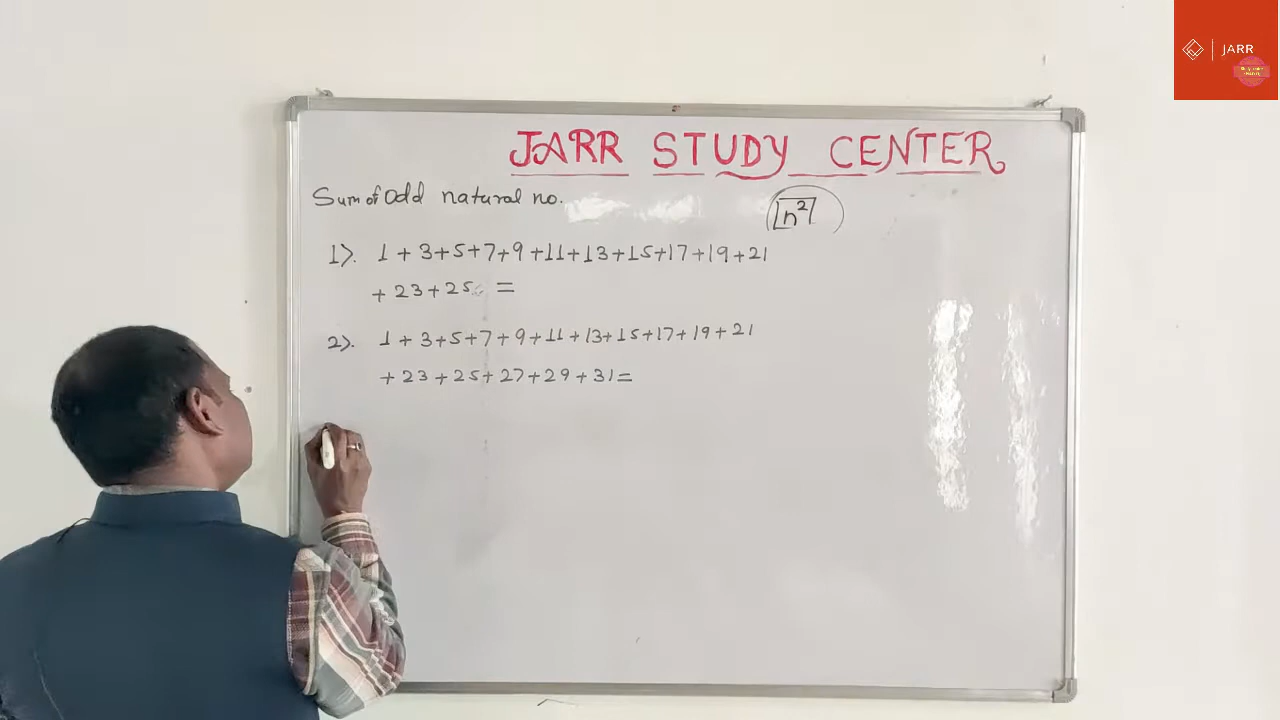 JARR
JARR STUDY CENTER
Sum of Odd natural no.
n²
1). 1 + 3 + 5 + 7 + 9 + 11 + 13 + 15 + 17 + 19 + 21
+ 23 + 25 =
2). 1 + 3 + 5 + 7 + 9 + 11 + 13 + 15 + 17 + 19 + 21
+ 23 + 25 + 27 + 29 + 31 =